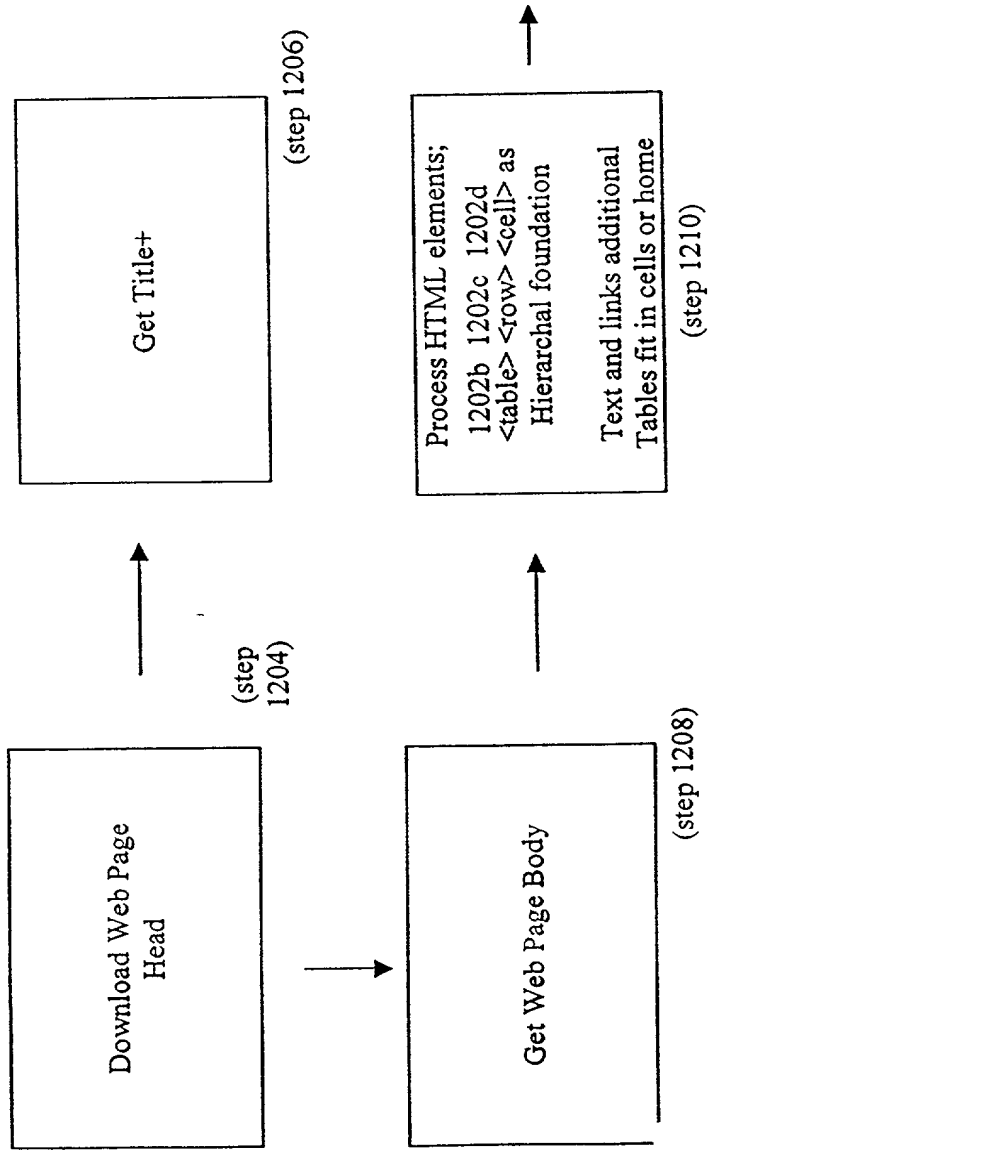 Download Web Page
Head
(step
1204)
Get Title+
(step 1206)
Get Web Page Body
(step 1208)
Process HTML elements;
1202b 1202c 1202d
<table> <row> <cell> as
Hierarchal foundation
Text and links additional
Tables fit in cells or home
(step 1210)